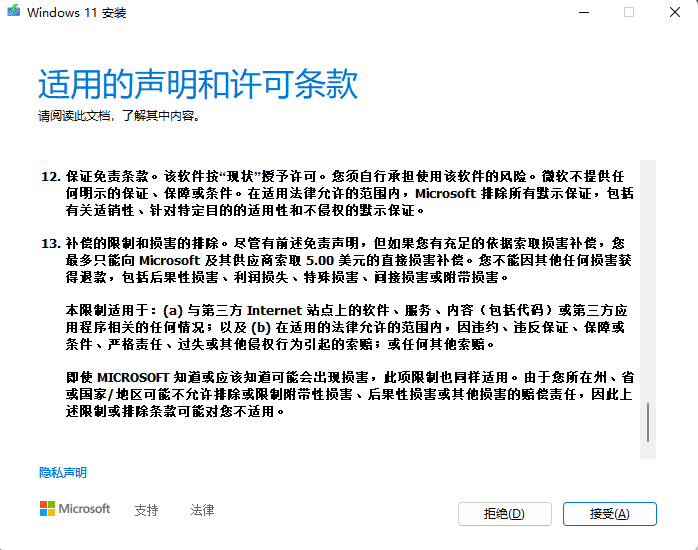 Windows 11 安装
适用的声明和许可条款
请阅读此文档，了解其中内容。
12. 保证免责条款。该软件按“现状”授予许可。您须自行承担使用该软件的风险。微软不提供任
何明示的保证、保障或条件。在适用法律允许的范围内，Microsoft 排除所有默示保证，包括
有关适销性、针对特定目的的适用性和不侵权的默示保证。
13. 补偿的限制和损害的排除。尽管有前述免责声明，但如果您有充足的依据索取损害补偿，您
最多只能向 Microsoft 及其供应商索取 5.00 美元的直接损害补偿。您不能因其他任何损害获
得退款，包括后果性损害、利润损失、特殊损害、间接损害或附带损害。
本限制适用于：(a) 与第三方 Internet 站点上的软件、服务、内容（包括代码）或第三方应
用程序相关的任何情况；以及 (b) 在适用的法律允许的范围内，因违约、违反保证、保障或
条件、严格责任、过失或其他侵权行为引起的索赔；或任何其他索赔。
即使 MICROSOFT 知道或应该知道可能会出现损害，此项限制也同样适用。由于您所在州、省
或国家/地区可能不允许排除或限制附带性损害、后果性损害或其他损害的赔偿责任，因此上
述限制或排除条款可能对您不适用。
隐私声明
Microsoft 支持 法律 拒绝(D) 接受(A)